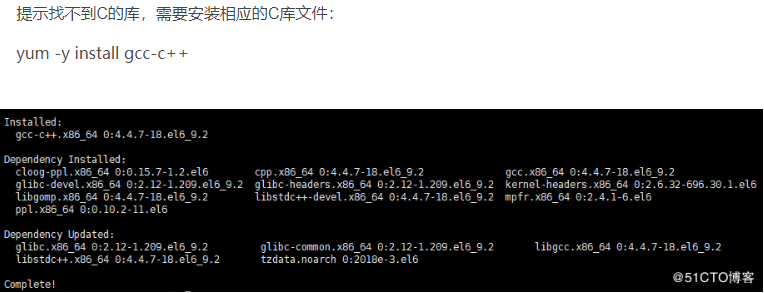 提示找不到C的库，需要安装相应的C库文件：
yum -y install gcc-c++
Installed:
gcc-c++.x86_64 0:4.4.7-18.el6_9.2
Dependency Installed:
cloog-ppl.x86_64 0:0.15.7-1.2.el6 cpp.x86_64 0:4.4.7-18.el6_9.2 gcc.x86_64 0:4.4.7-18.el6_9.2
glibc-devel.x86_64 0:2.12-1.209.el6_9.2 glibc-headers.x86_64 0:2.12-1.209.el6_9.2 kernel-headers.x86_64 0:2.6.32-696.30.1.el6
libgomp.x86_64 0:4.4.7-18.el6_9.2 libstdc++-devel.x86_64 0:4.4.7-18.el6_9.2 mpfr.x86_64 0:2.4.1-6.el6
ppl.x86_64 0:0.10.2-11.el6
Dependency Updated:
glibc.x86_64 0:2.12-1.209.el6_9.2 glibc-common.x86_64 0:2.12-1.209.el6_9.2 libgcc.x86_64 0:4.4.7-18.el6_9.2
libstdc++.x86_64 0:4.4.7-18.el6_9.2 tzdata.noarch 0:2018e-3.el6
Complete!
@51CTO博客